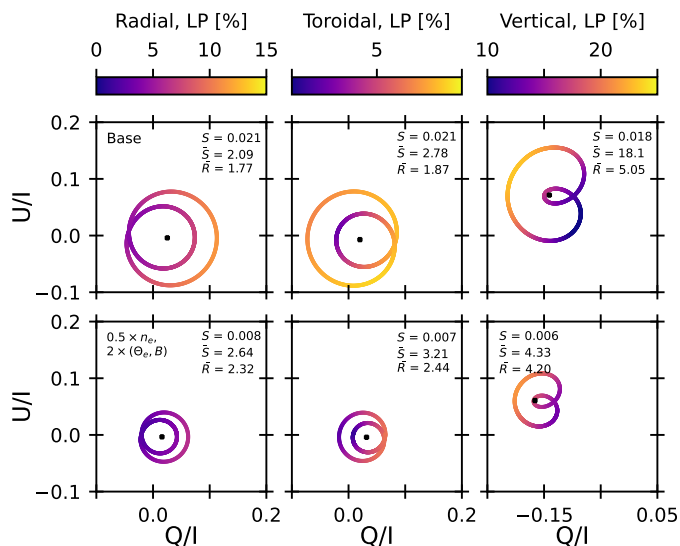 Radial, LP [%] Toroidal, LP [%] Vertical, LP [%]
0 5 10 15 5 10 20
0.2
0.1
0.0
−0.1
U/I
Base
S = 0.021
S̄ = 2.09
R̄ = 1.77
S = 0.021
S̄ = 2.78
R̄ = 1.87
S = 0.018
S̄ = 18.1
R̄ = 5.05
0.2
0.1
0.0
−0.1
U/I
0.5 × nₑ,
2 × (Θₑ, B)
S = 0.008
S̄ = 2.64
R̄ = 2.32
S = 0.007
S̄ = 3.21
R̄ = 2.44
S = 0.006
S̄ = 4.33
R̄ = 4.20
0.0 0.2 0.0 0.2 −0.15 0.05
Q/I Q/I Q/I